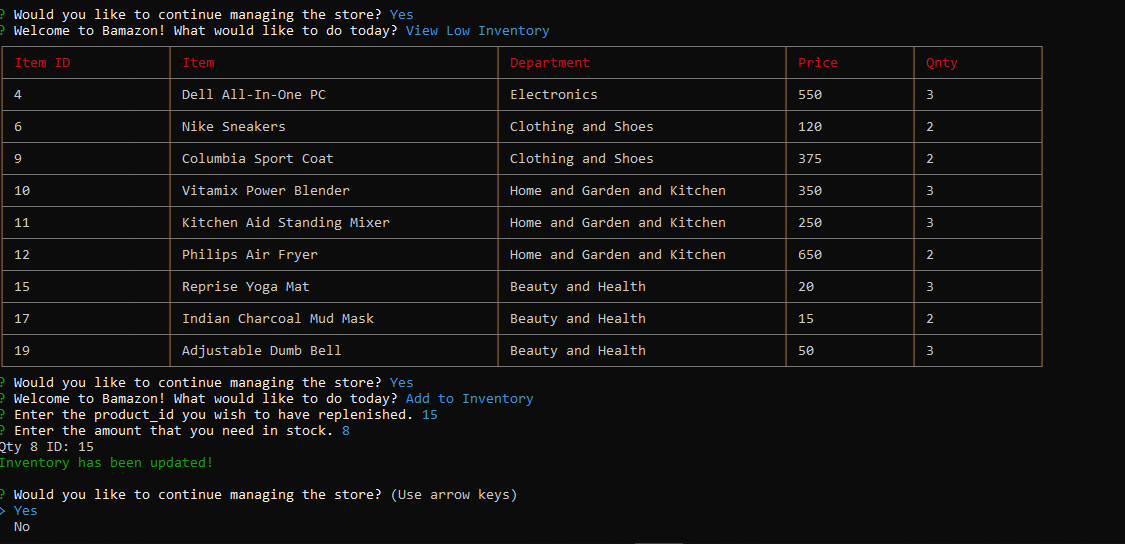 ? Would you like to continue managing the store? Yes
? Welcome to Bamazon! What would like to do today? View Low Inventory
Item ID Item Department Price Qnty
4 Dell All-In-One PC Electronics 550 3
6 Nike Sneakers Clothing and Shoes 120 2
9 Columbia Sport Coat Clothing and Shoes 375 2
10 Vitamix Power Blender Home and Garden and Kitchen 350 3
11 Kitchen Aid Standing Mixer Home and Garden and Kitchen 250 3
12 Philips Air Fryer Home and Garden and Kitchen 650 2
15 Reprise Yoga Mat Beauty and Health 20 3
17 Indian Charcoal Mud Mask Beauty and Health 15 2
19 Adjustable Dumb Bell Beauty and Health 50 3
? Would you like to continue managing the store? Yes
? Welcome to Bamazon! What would like to do today? Add to Inventory
? Enter the product_id you wish to have replenished. 15
? Enter the amount that you need in stock. 8
Qty 8 ID: 15
Inventory has been updated!
? Would you like to continue managing the store? (Use arrow keys)
> Yes
No